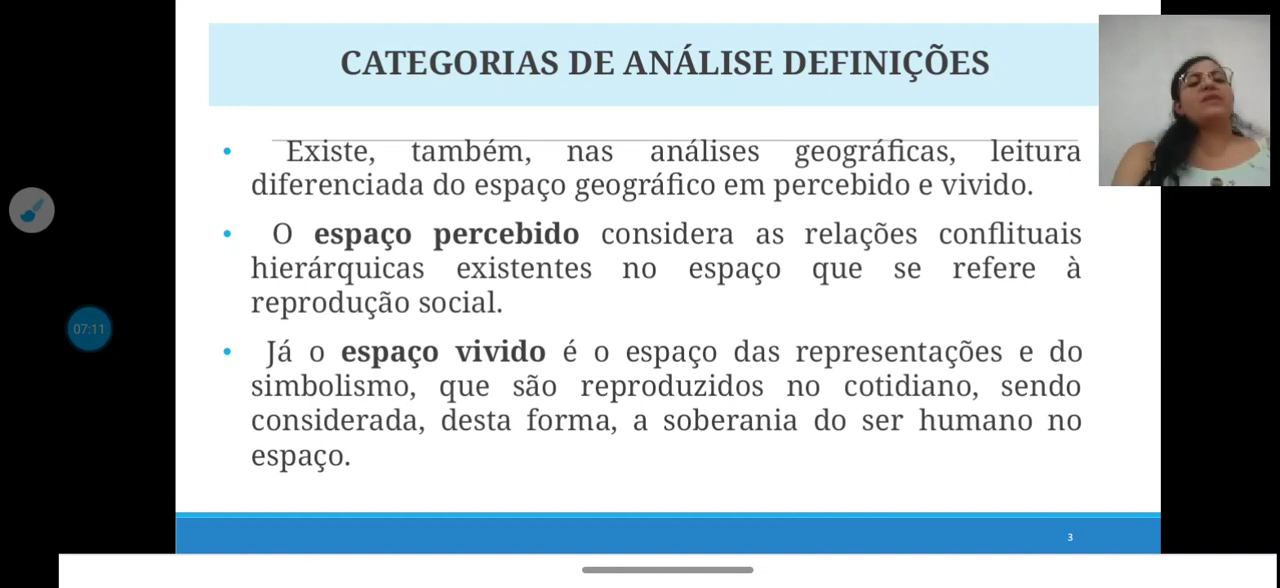 CATEGORIAS DE ANÁLISE DEFINIÇÕES
• Existe, também, nas análises geográficas, leitura
diferenciada do espaço geográfico em percebido e vivido.
• O espaço percebido considera as relações conflituais
hierárquicas existentes no espaço que se refere à
reprodução social.
07:11
• Já o espaço vivido é o espaço das representações e do
simbolismo, que são reproduzidos no cotidiano, sendo
considerada, desta forma, a soberania do ser humano no
espaço.
3